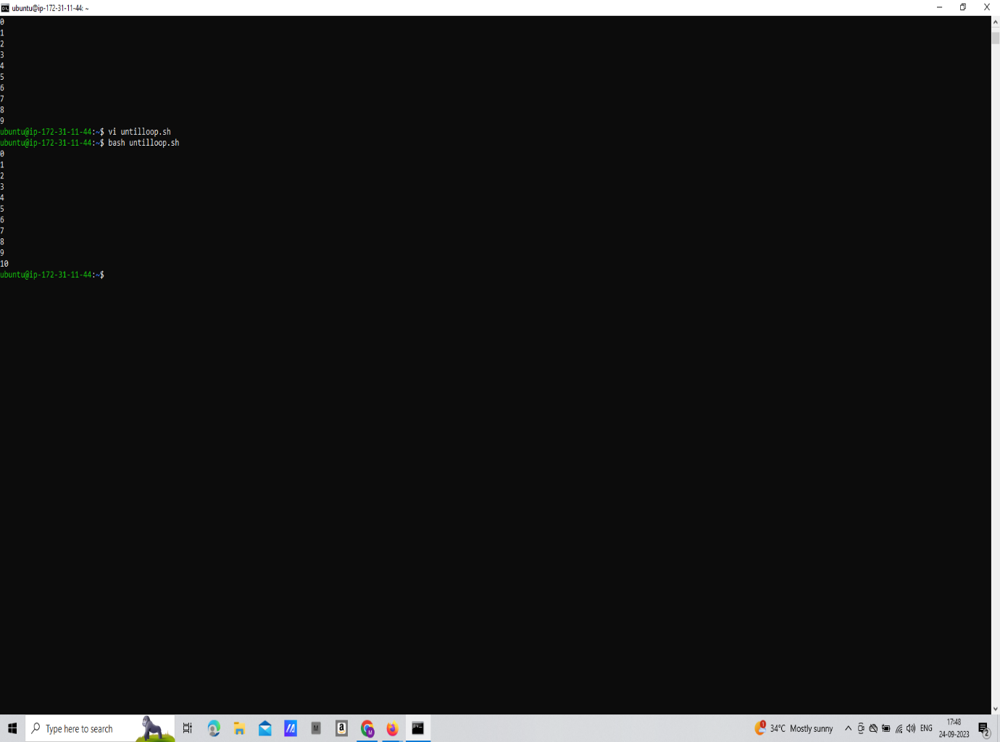 ubuntu@ip-172-31-11-44: ~
0
1
2
3
4
5
6
7
8
9
ubuntu@ip-172-31-11-44:~$ vi untilloop.sh
ubuntu@ip-172-31-11-44:~$ bash untilloop.sh
0
1
2
3
4
5
6
7
8
9
10
ubuntu@ip-172-31-11-44:~$
Type here to search
M
a
M
1
34°C Mostly sunny
ENG
17:48
24-09-2023
2